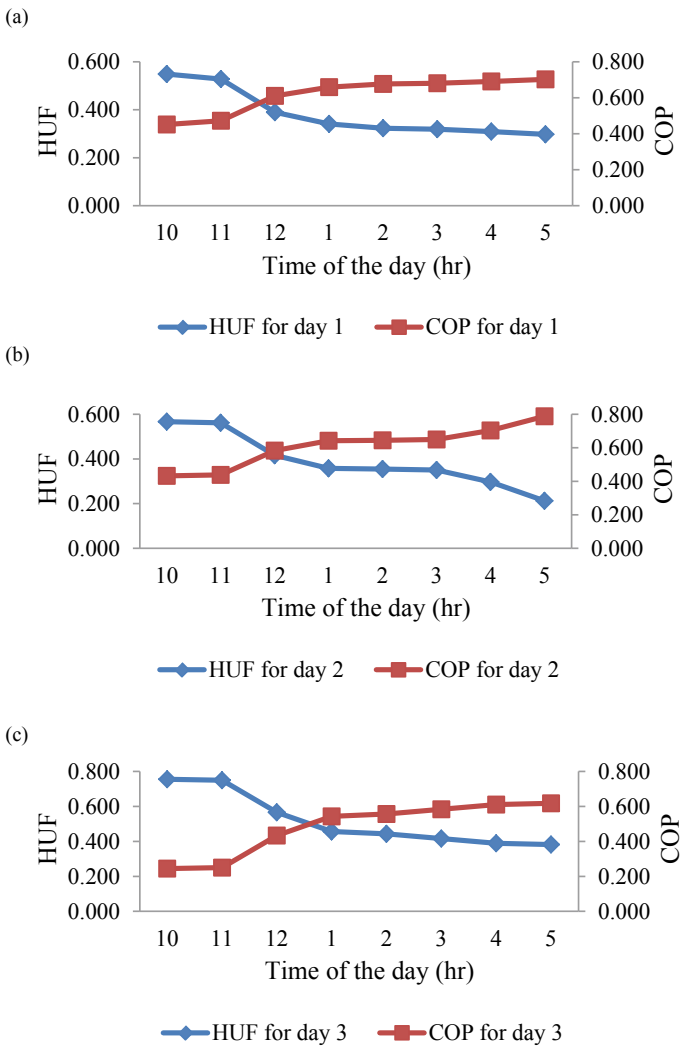 (a)
0.600 0.800
0.400 0.600
0.200 0.400
0.000 0.200
0.000
HUF
COP
10 11 12 1 2 3 4 5
Time of the day (hr)
HUF for day 1 COP for day 1
(b)
0.600 0.800
0.400 0.600
0.200 0.400
0.000 0.200
0.000
HUF
COP
10 11 12 1 2 3 4 5
Time of the day (hr)
HUF for day 2 COP for day 2
(c)
0.800 0.800
0.600 0.600
0.400 0.400
0.200 0.200
0.000 0.000
HUF
COP
10 11 12 1 2 3 4 5
Time of the day (hr)
HUF for day 3 COP for day 3